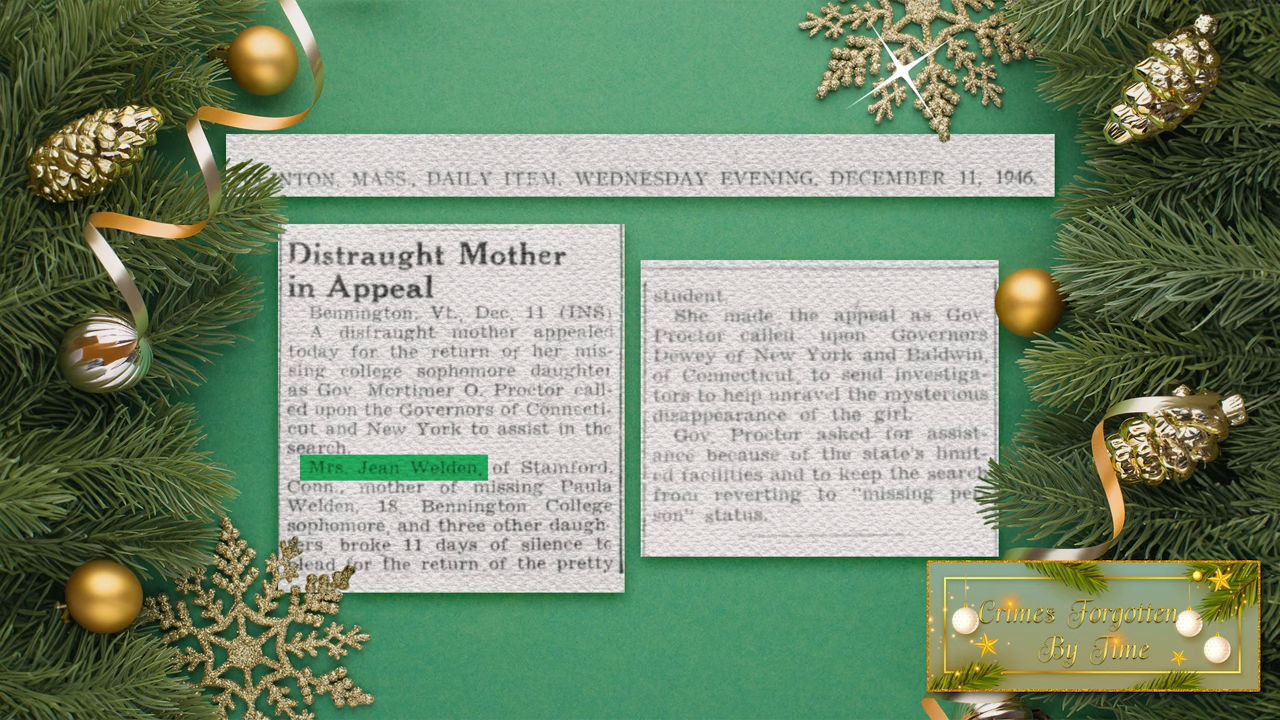 NTON, MASS., DAILY ITEM, WEDNESDAY EVENING, DECEMBER 11, 1946.
Distraught Mother
in Appeal
Bennington, Vt., Dec. 11 (INS)
A distraught mother appealed
today for the return of her mis-
sing college sophomore daughter
as Gov. Mortimer O. Proctor call-
ed upon the Governors of Connecti-
cut and New York to assist in the
search.
Mrs. Jean Welden, of Stamford,
Conn., mother of missing Paula
Welden, 18, Bennington College
sophomore, and three other daugh-
ters broke 11 days of silence to
plead for the return of the pretty
student.
She made the appeal as Gov.
Proctor called upon Governors
Dewey of New York and Baldwin,
of Connecticut, to send investiga-
tors to help unravel the mysterious
disappearance of the girl.
Gov. Proctor asked for assist-
ance because of the state's limit-
ed facilities and to keep the search
from reverting to "missing per
son" status.
Crimes Forgotten
By Time